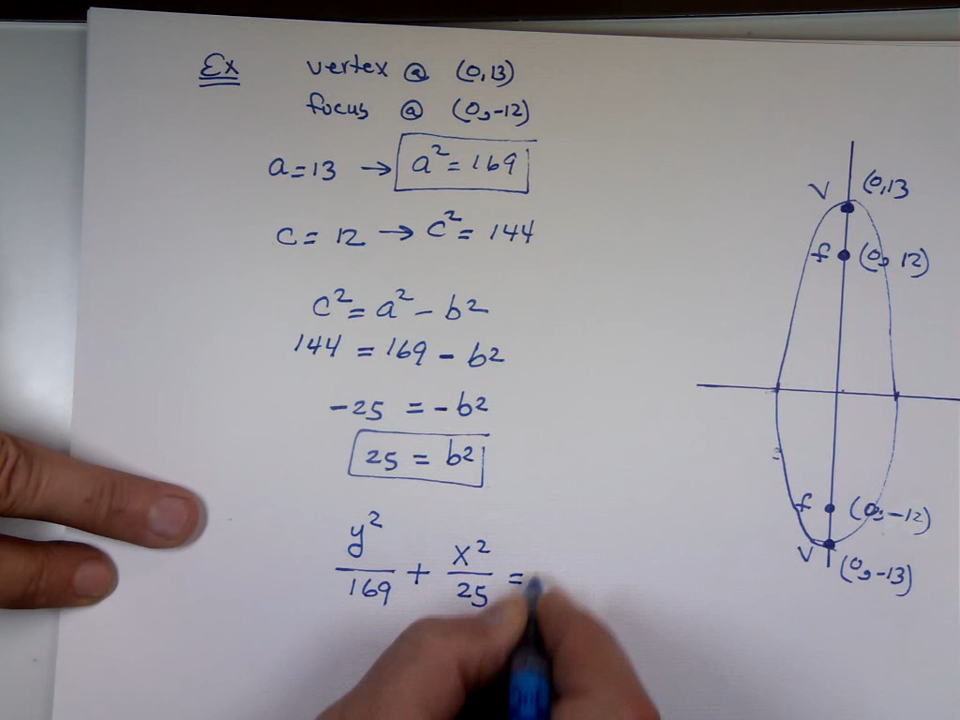 Ex vertex @ (0,13)
focus @ (0,-12)
a=13 → a²=169
c= 12 → c²= 144
c²= a² - b²
144 = 169 - b²
-25 = -b²
25 = b²
y²/169 + x²/25 =
V (0,13
f (0, 12)
f (0,-12)
V (0,-13)